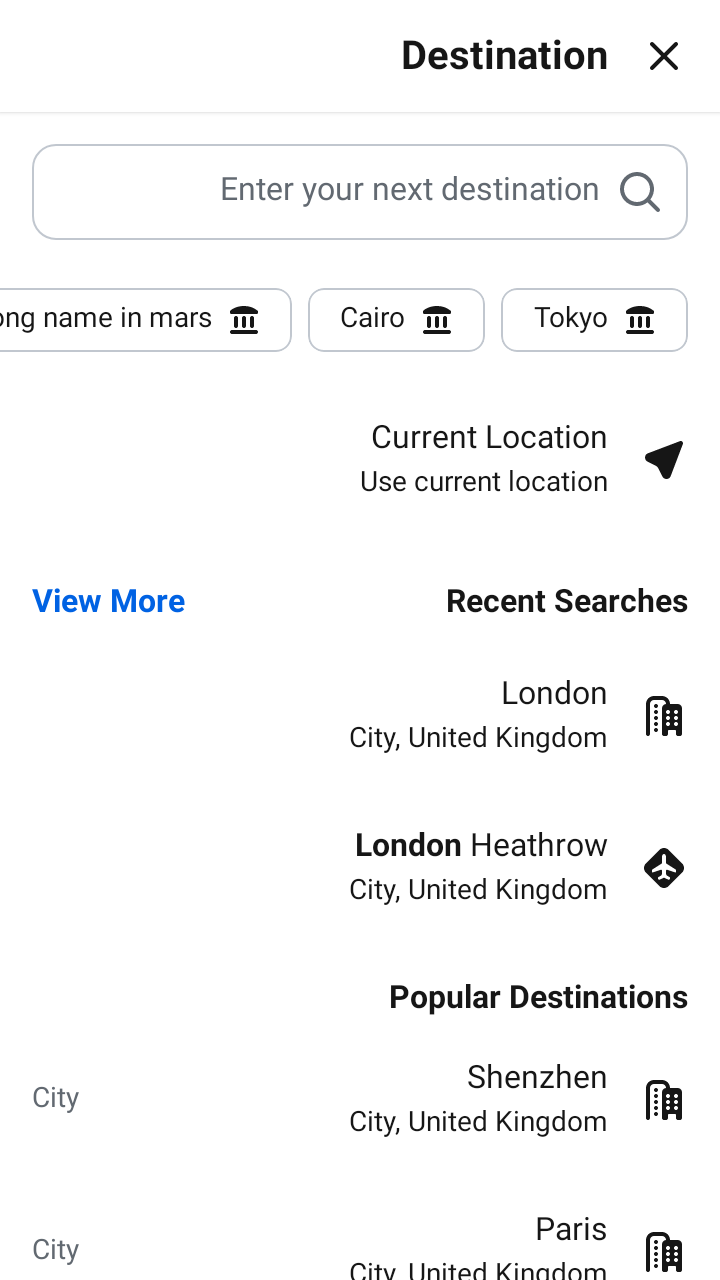 Destination
Enter your next destination
Tokyo
Cairo
name in mars
Current Location
Use current location
Recent Searches
View More
London
City, United Kingdom
London Heathrow
City, United Kingdom
Popular Destinations
Shenzhen
City, United Kingdom
City
Paris
City, United Kingdom
City